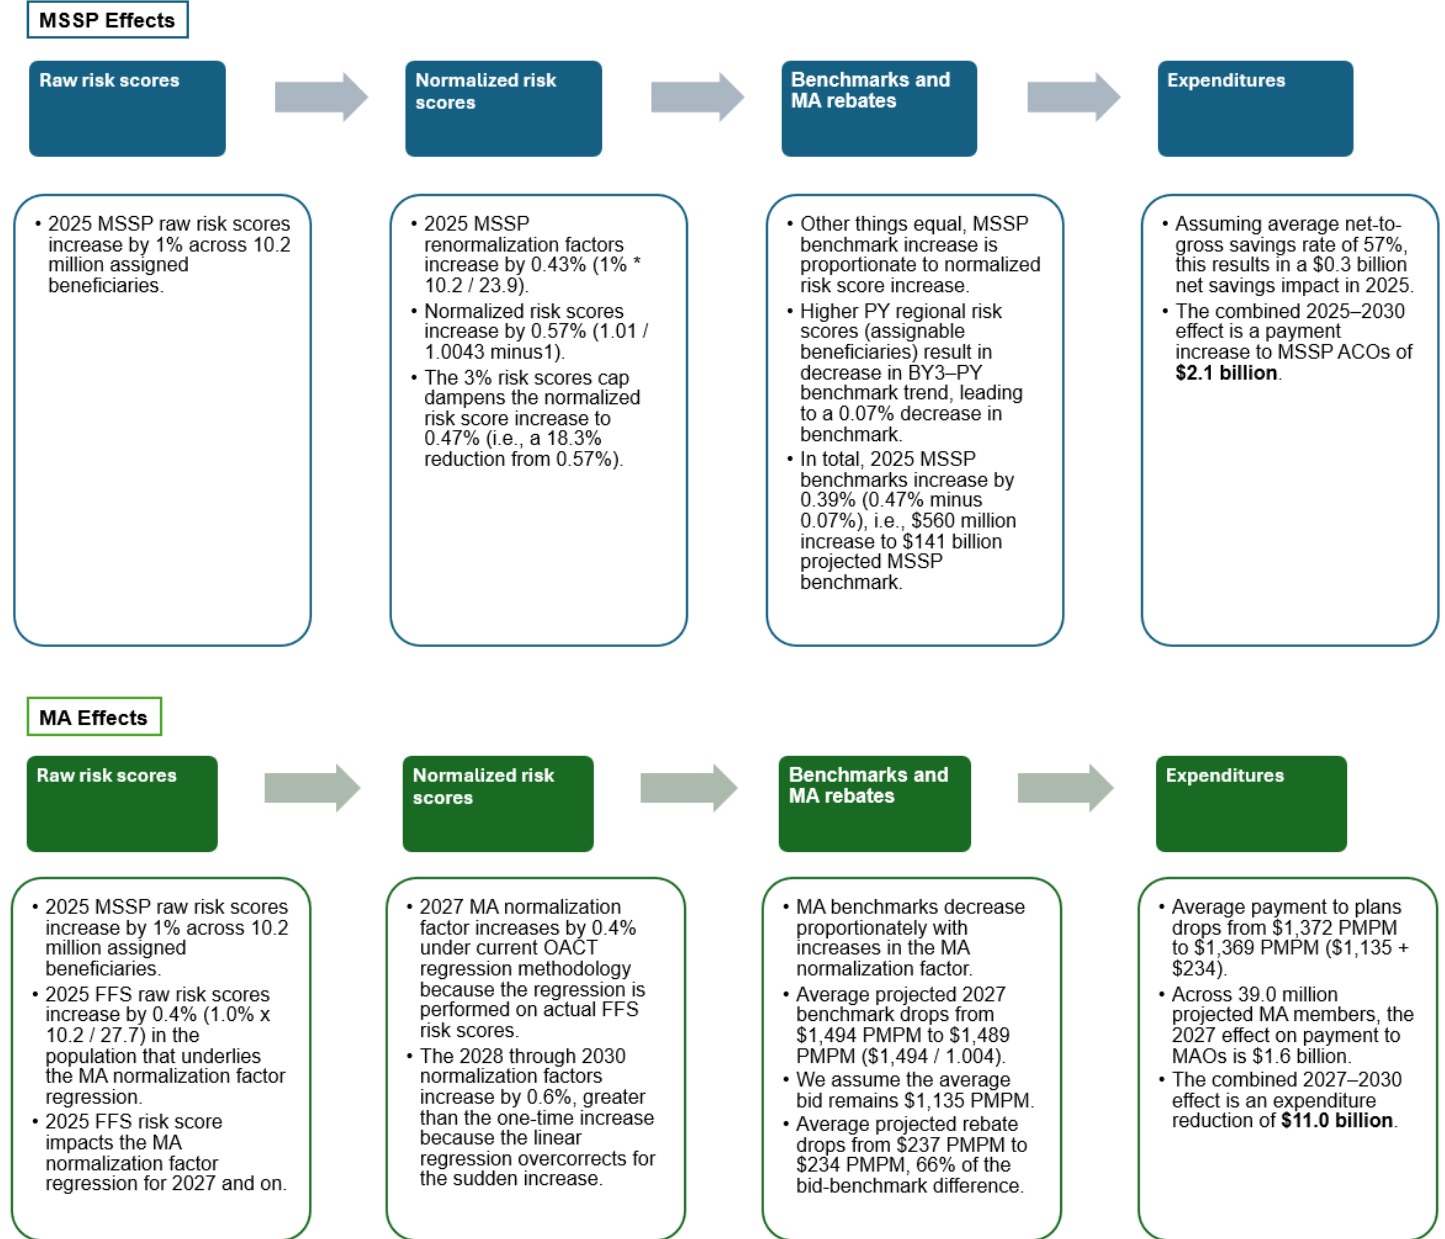 MSSP Effects
Raw risk scores
Normalized risk
scores
Benchmarks and
MA rebates
Expenditures
• 2025 MSSP raw risk scores
increase by 1% across 10.2
million assigned
beneficiaries.
• 2025 MSSP
renormalization factors
increase by 0.43% (1% *
10.2 / 23.9).
• Normalized risk scores
increase by 0.57% (1.01 /
1.0043 minus1).
• The 3% risk scores cap
dampens the normalized
risk score increase to
0.47% (i.e., a 18.3%
reduction from 0.57%).
• Other things equal, MSSP
benchmark increase is
proportionate to normalized
risk score increase.
• Higher PY regional risk
scores (assignable
beneficiaries) result in
decrease in BY3–PY
benchmark trend, leading
to a 0.07% decrease in
benchmark.
• In total, 2025 MSSP
benchmarks increase by
0.39% (0.47% minus
0.07%), i.e., $560 million
increase to $141 billion
projected MSSP
benchmark.
• Assuming average net-to-
gross savings rate of 57%,
this results in a $0.3 billion
net savings impact in 2025.
• The combined 2025–2030
effect is a payment
increase to MSSP ACOs of
$2.1 billion.
MA Effects
Raw risk scores
Normalized risk
scores
Benchmarks and
MA rebates
Expenditures
• 2025 MSSP raw risk scores
increase by 1% across 10.2
million assigned
beneficiaries.
• 2025 FFS raw risk scores
increase by 0.4% (1.0% x
10.2 / 27.7) in the
population that underlies
the MA normalization factor
regression.
• 2025 FFS risk score
impacts the MA
normalization factor
regression for 2027 and on.
• 2027 MA normalization
factor increases by 0.4%
under current OACT
regression methodology
because the regression is
performed on actual FFS
risk scores.
• The 2028 through 2030
normalization factors
increase by 0.6%, greater
than the one-time increase
because the linear
regression overcorrects for
the sudden increase.
• MA benchmarks decrease
proportionately with
increases in the MA
normalization factor.
• Average projected 2027
benchmark drops from
$1,494 PMPM to $1,489
PMPM ($1,494 / 1.004).
• We assume the average
bid remains $1,135 PMPM.
• Average projected rebate
drops from $237 PMPM to
$234 PMPM, 66% of the
bid-benchmark difference.
• Average payment to plans
drops from $1,372 PMPM
to $1,369 PMPM ($1,135 +
$234).
• Across 39.0 million
projected MA members, the
2027 effect on payment to
MAOs is $1.6 billion.
• The combined 2027–2030
effect is an expenditure
reduction of $11.0 billion.